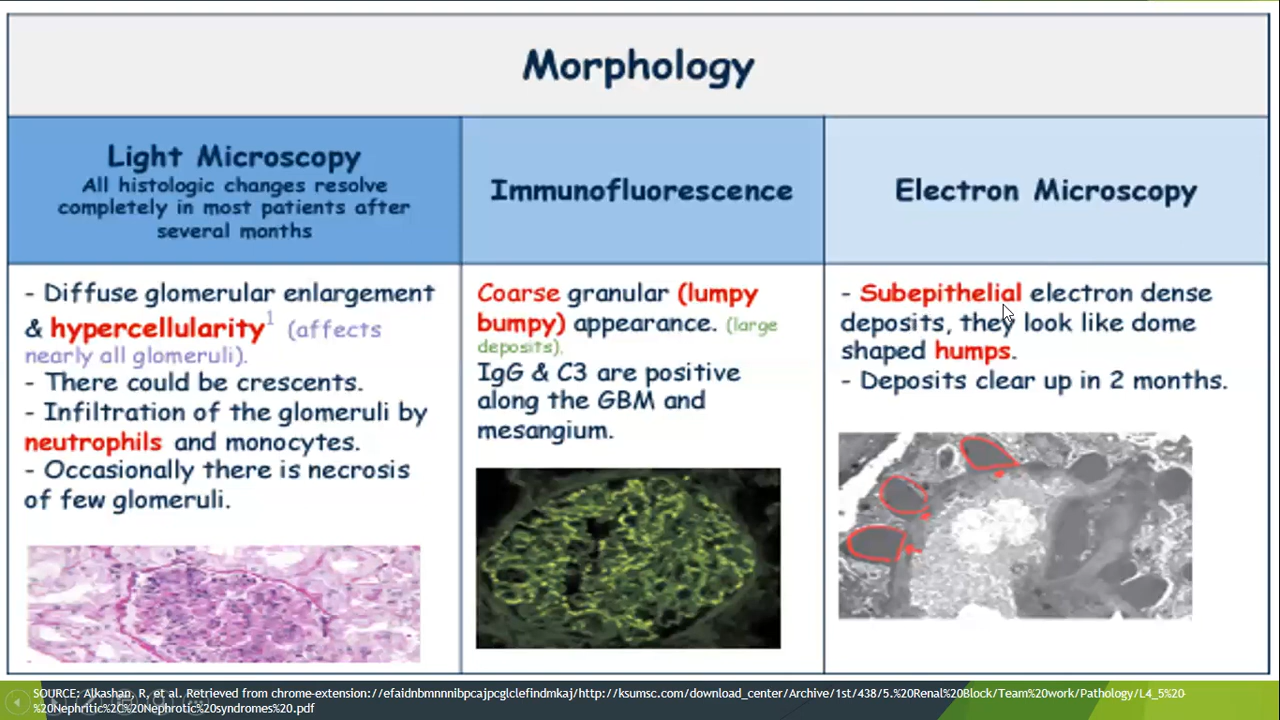 Morphology
Light Microscopy
All histologic changes resolve
completely in most patients after
several months
Immunofluorescence
Electron Microscopy
- Diffuse glomerular enlargement
& hypercellularity¹ (affects
nearly all glomeruli).
- There could be crescents.
- Infiltration of the glomeruli by
neutrophils and monocytes.
- Occasionally there is necrosis
of few glomeruli.
Coarse granular (lumpy
bumpy) appearance. (large
deposits).
IgG & C3 are positive
along the GBM and
mesangium.
- Subepithelial electron dense
deposits, they look like dome
shaped humps.
- Deposits clear up in 2 months.
SOURCE: Alkashan, R, et al. Retrieved from chrome-extension://efaidnbmnnnibpcajpcglclefindmkaj/http://ksumsc.com/download_center/Archive/1st/438/5.%20Renal%20Block/Team%20work/Pathology/L4_5%20-
%20Nephritic%2C%20Nephrotic%20syndromes%20.pdf